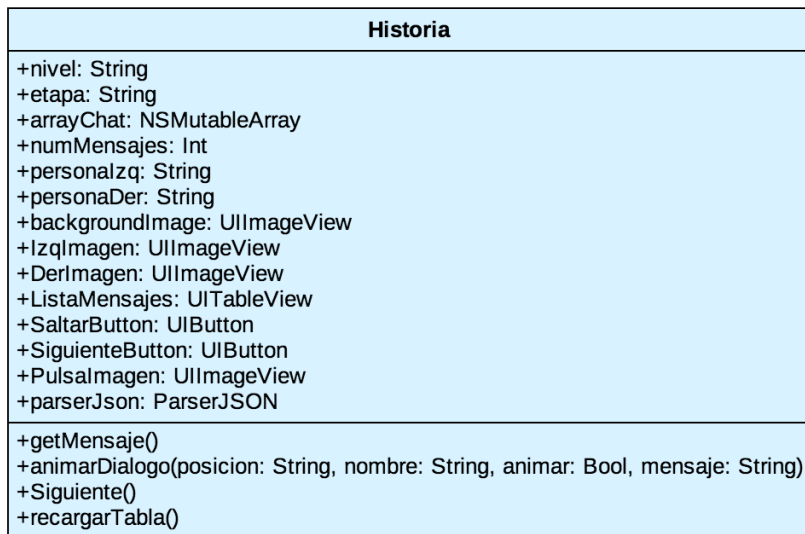 Historia
+nivel: String
+etapa: String
+arrayChat: NSMutableArray
+numMensajes: Int
+personaIzq: String
+personaDer: String
+backgroundImage: UIImageView
+IzqImagen: UIImageView
+DerImagen: UIImageView
+ListaMensajes: UITableView
+SaltarButton: UIButton
+SiguienteButton: UIButton
+PulsaImagen: UIImageView
+parserJson: ParserJSON
+getMensaje()
+animarDialogo(posicion: String, nombre: String, animar: Bool, mensaje: String)
+Siguiente()
+recargarTabla()